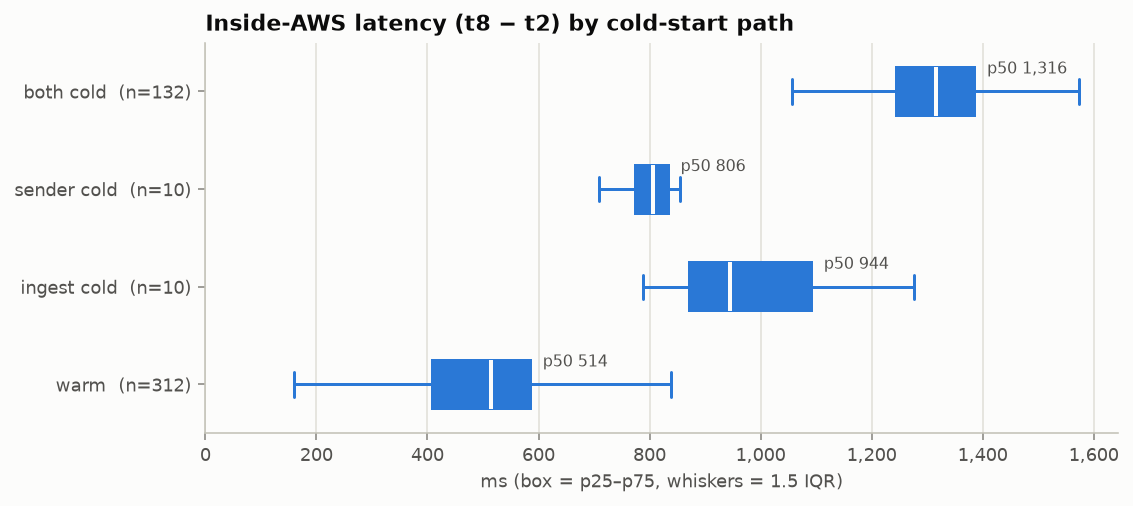 Inside-AWS latency (t8 − t2) by cold-start path
both cold  (n=132)
p50 1,316
sender cold  (n=10)
p50 806
ingest cold  (n=10)
p50 944
warm  (n=312)
p50 514
0 200 400 600 800 1,000 1,200 1,400 1,600
ms (box = p25–p75, whiskers = 1.5 IQR)